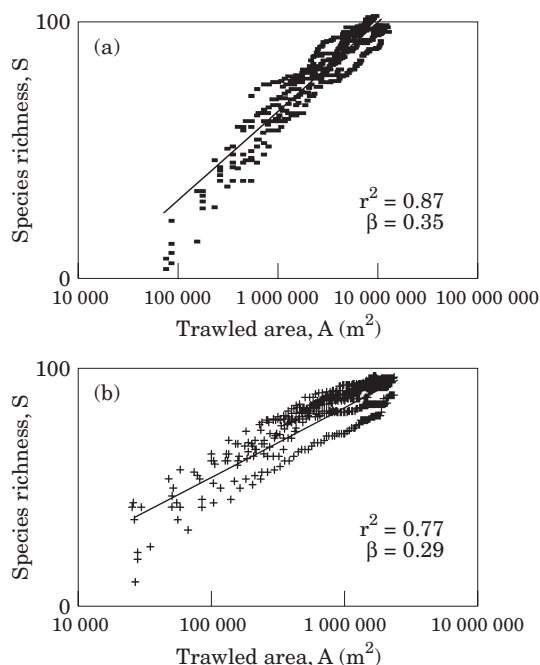 100
(a)
Species richness, S
r² = 0.87
β = 0.35
0
10 000 100 000 1 000 000 10 000 000 100 000 000
Trawled area, A (m²)
100
(b)
Species richness, S
r² = 0.77
β = 0.29
0
10 000 100 000 1 000 000 10 000 000
Trawled area, A (m²)